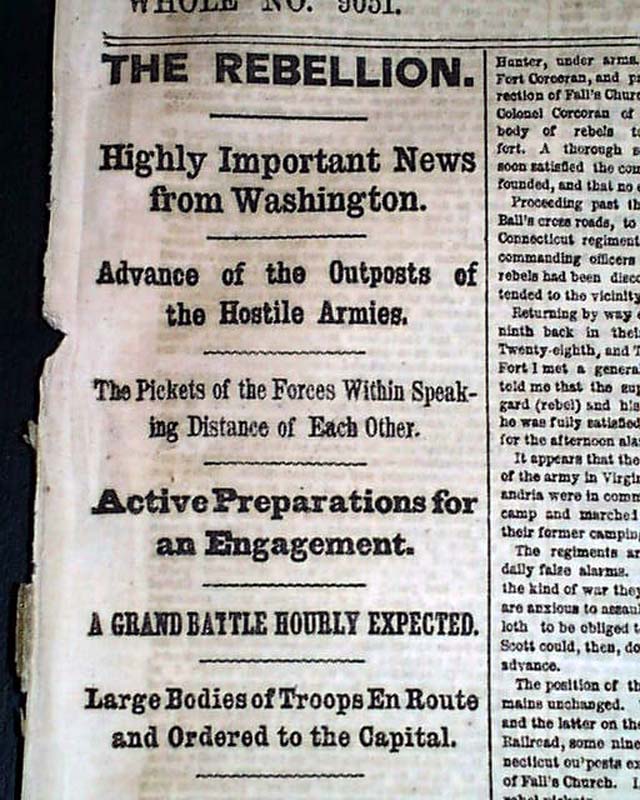 WHOLE NO. 9051.
THE REBELLION.
Highly Important News
from Washington.
Advance of the Outposts of
the Hostile Armies.
The Pickets of the Forces Within Speak-
ing Distance of Each Other.
Active Preparations for
an Engagement.
A GRAND BATTLE HOURLY EXPECTED.
Large Bodies of Troops En Route
and Ordered to the Capital.
Hunter, under arms
Fort Corcoran, and
rection of Fall's
Colonel Corcoran of
body of rebels
fort. A thorough
soon satisfied the
founded, and that no
Proceeding past
Ball's cross roads, to
Connecticut regiment
commanding officers
rebels had been
tended to the vicinity
Returning by way
ninth back in
Twenty-eighth, and
Fort I met a
told me that the
gard (rebel) and
he was fully satisfied
for the afternoon
It appears that the
of the army in
andria were in
camp and marched
their former
The regiments
daily false alarms.
the kind of war they
are anxious to
loth to be obliged
Scott could, then, do
advance.
The position of
mains unchanged.
and the latter on the
Railroad, some nine
necticut ou'posts
of Fall's Church.
rebel pickets